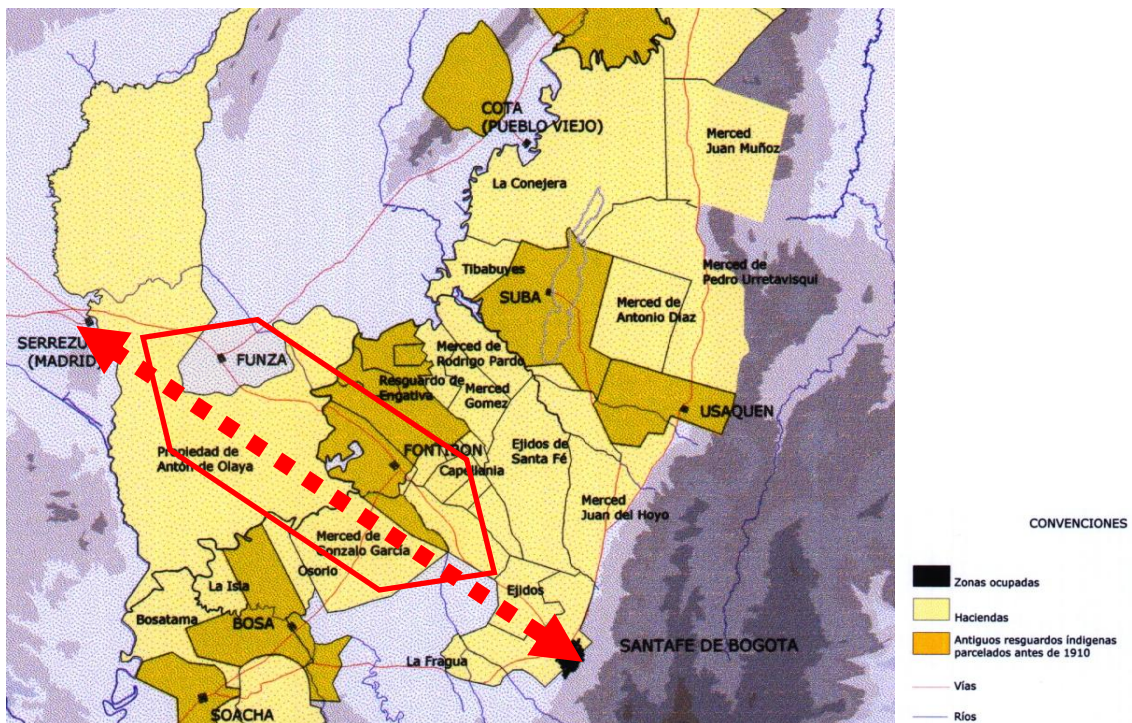 COTA
(PUEBLO VIEJO)
Merced
Juan Muñoz
La Conejera
Tibabuyes
Merced de
Pedro Urretavisqui
SUBA
Merced de
Antonio Diaz
SERREZU
(MADRID)
FUNZA
Merced de
Rodrigo Pardo
Resguardo de
Engativa
Merced
Gomez
USAQUEN
Propiedad de
Antón de Olaya
FONTIBON
Capellania
Ejidos de
Santa Fé
Merced
Juan del Hoyo
Merced de
Gonzalo García
Osorio
La Isla
Ejidos
Bosatama
BOSA
La Fragua
SANTAFE DE BOGOTA
SOACHA
CONVENCIONES
Zonas ocupadas
Haciendas
Antiguos resguardos indígenas
parcelados antes de 1910
Vías
Ríos